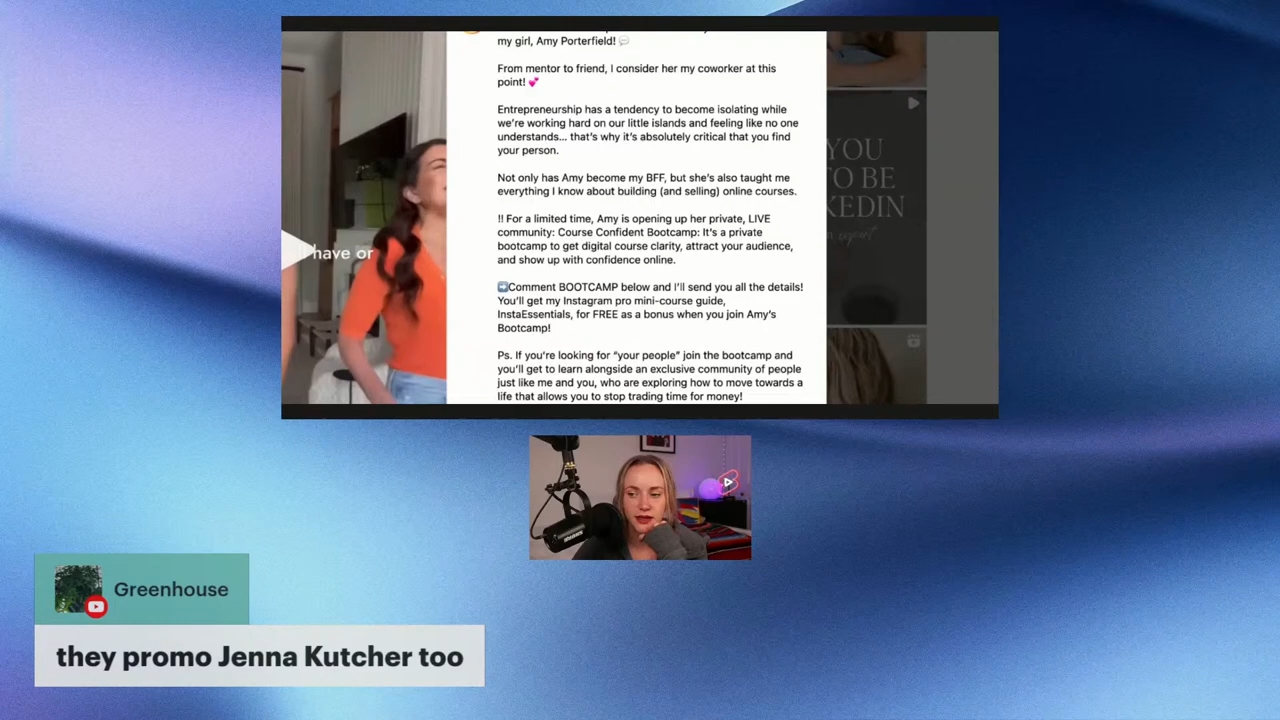 my girl, Amy Porterfield! 💬
From mentor to friend, I consider her my coworker at this
point! 💕
Entrepreneurship has a tendency to become isolating while
we're working hard on our little islands and feeling like no one
understands... that's why it's absolutely critical that you find
your person.
Not only has Amy become my BFF, but she's also taught me
everything I know about building (and selling) online courses.
!! For a limited time, Amy is opening up her private, LIVE
community: Course Confident Bootcamp: It's a private
bootcamp to get digital course clarity, attract your audience,
and show up with confidence online.
➡️Comment BOOTCAMP below and I'll send you all the details!
You'll get my Instagram pro mini-course guide,
InstaEssentials, for FREE as a bonus when you join Amy's
Bootcamp!
Ps. If you're looking for "your people" join the bootcamp and
you'll get to learn alongside an exclusive community of people
just like me and you, who are exploring how to move towards a
life that allows you to stop trading time for money!
have or
YOU
TO BE
KEDIN
expert
Greenhouse
they promo Jenna Kutcher too